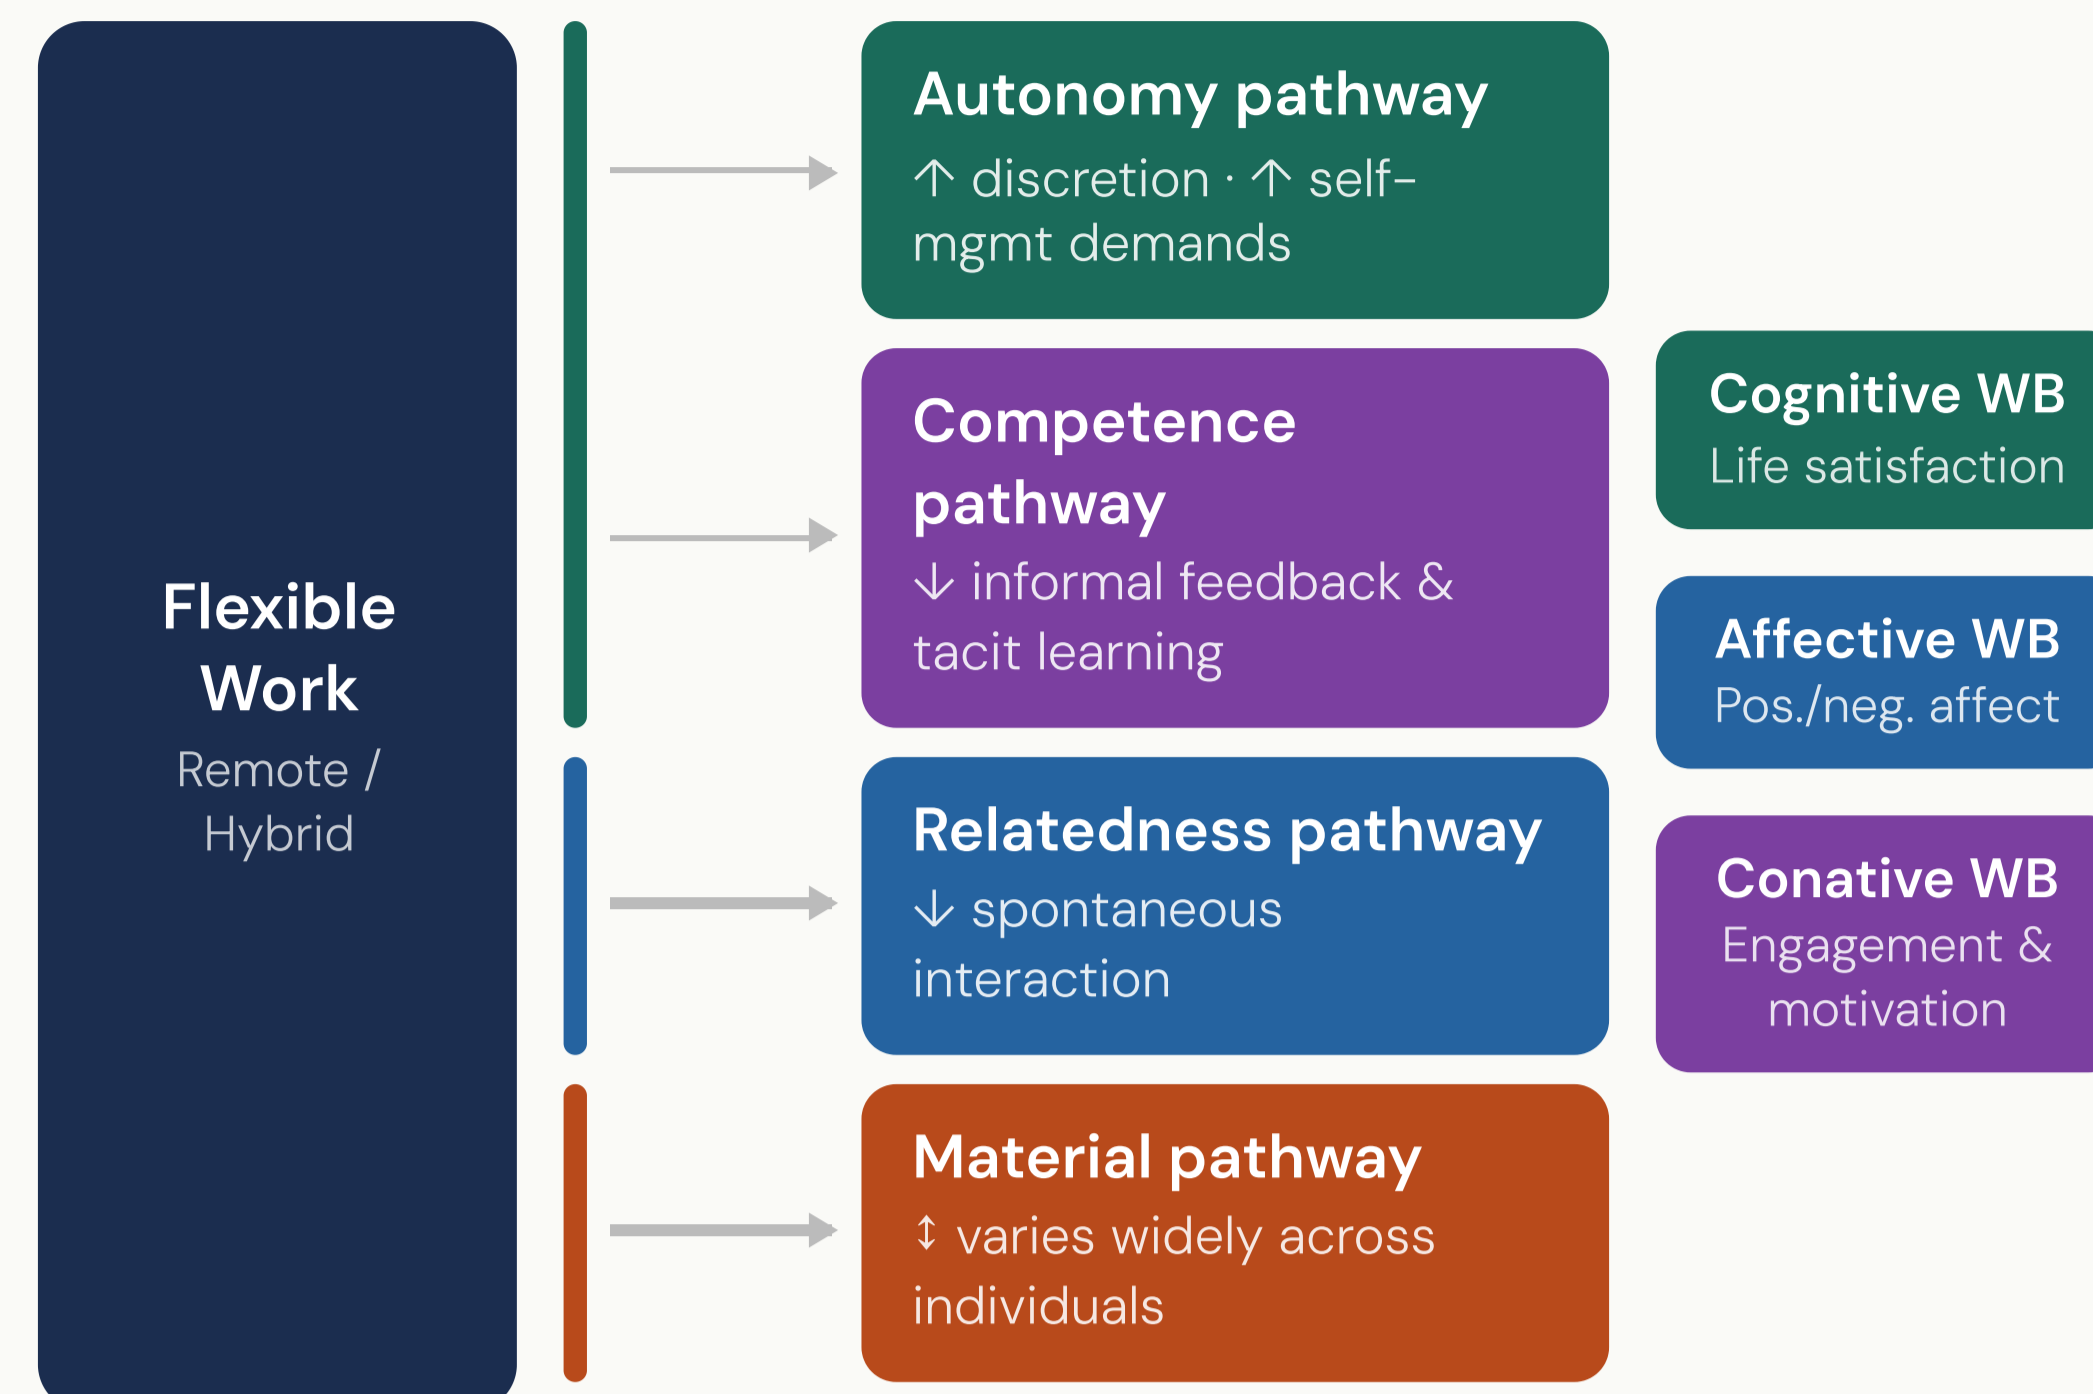 Flexible
Work
Remote /
Hybrid
Autonomy pathway
↑ discretion · ↑ self-
mgmt demands
Competence
pathway
↓ informal feedback &
tacit learning
Relatedness pathway
↓ spontaneous
interaction
Material pathway
↕ varies widely across
individuals
Cognitive WB
Life satisfaction
Affective WB
Pos./neg. affect
Conative WB
Engagement &
motivation